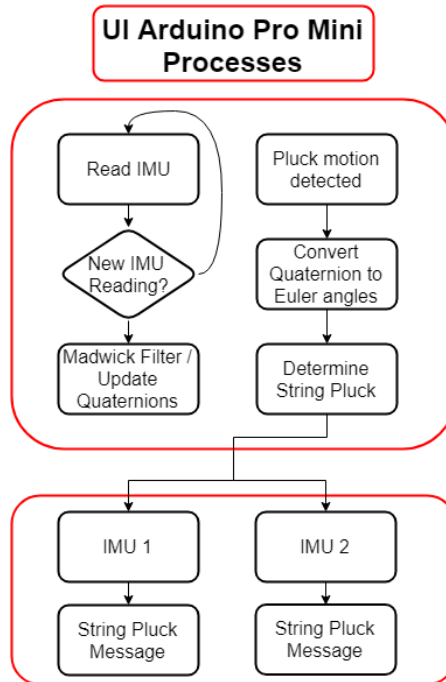 UI Arduino Pro Mini
Processes
Read IMU
New IMU
Reading?
Madwick Filter /
Update
Quaternions
Pluck motion
detected
Convert
Quaternion to
Euler angles
Determine
String Pluck
IMU 1
IMU 2
String Pluck
Message
String Pluck
Message